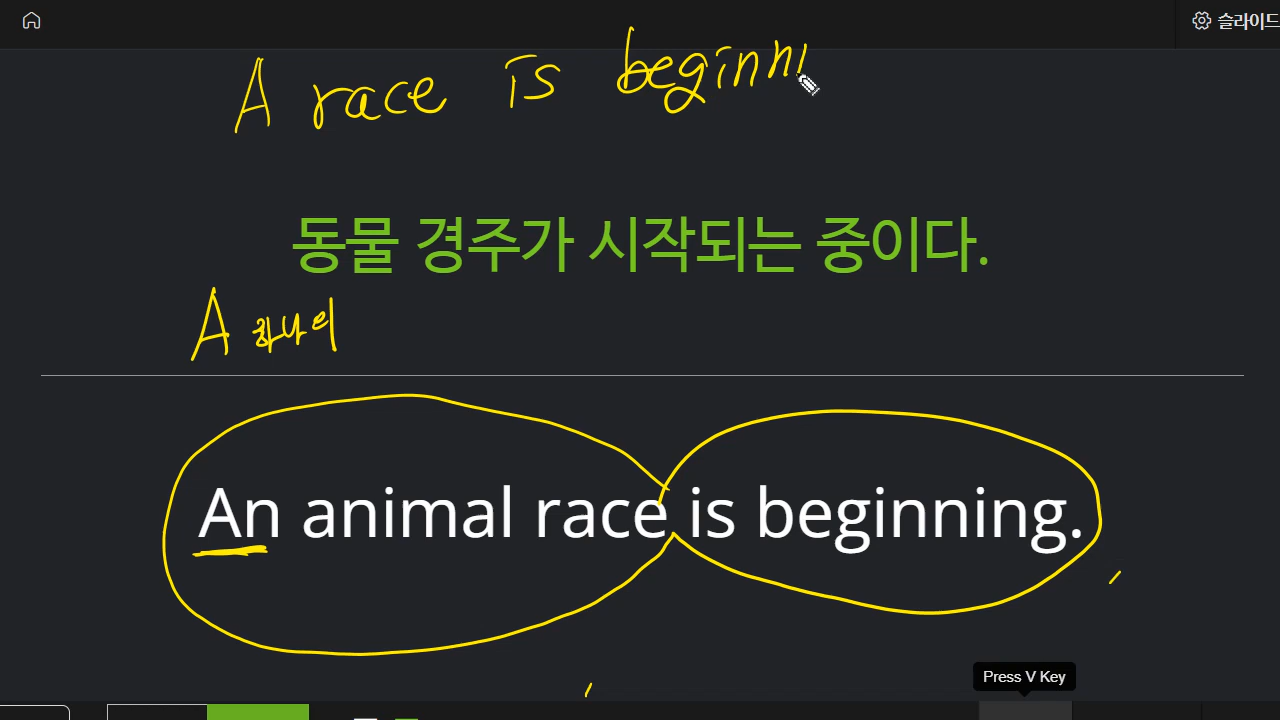 슬라이드
A race is beginni
동물 경주가 시작되는 중이다.
A 하나의
An animal race is beginning.
Press V Key